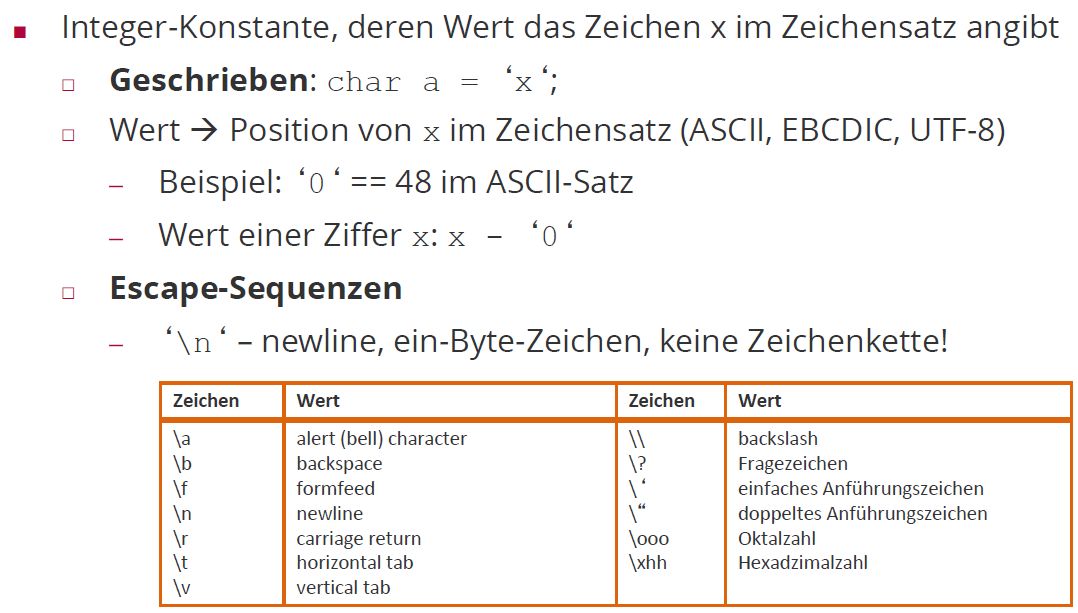 Integer-Konstante, deren Wert das Zeichen x im Zeichensatz angibt
Geschrieben: char a = ‘x‘;
Wert → Position von x im Zeichensatz (ASCII, EBCDIC, UTF-8)
– Beispiel: ‘0‘ == 48 im ASCII-Satz
– Wert einer Ziffer x: x – ‘0‘
Escape-Sequenzen
– ‘\n‘ – newline, ein-Byte-Zeichen, keine Zeichenkette!
Zeichen Wert Zeichen Wert
\a alert (bell) character \\ backslash
\b backspace \? Fragezeichen
\f formfeed \‘ einfaches Anführungszeichen
\n newline \“ doppeltes Anführungszeichen
\r carriage return \ooo Oktalzahl
\t horizontal tab \xhh Hexadzimalzahl
\v vertical tab